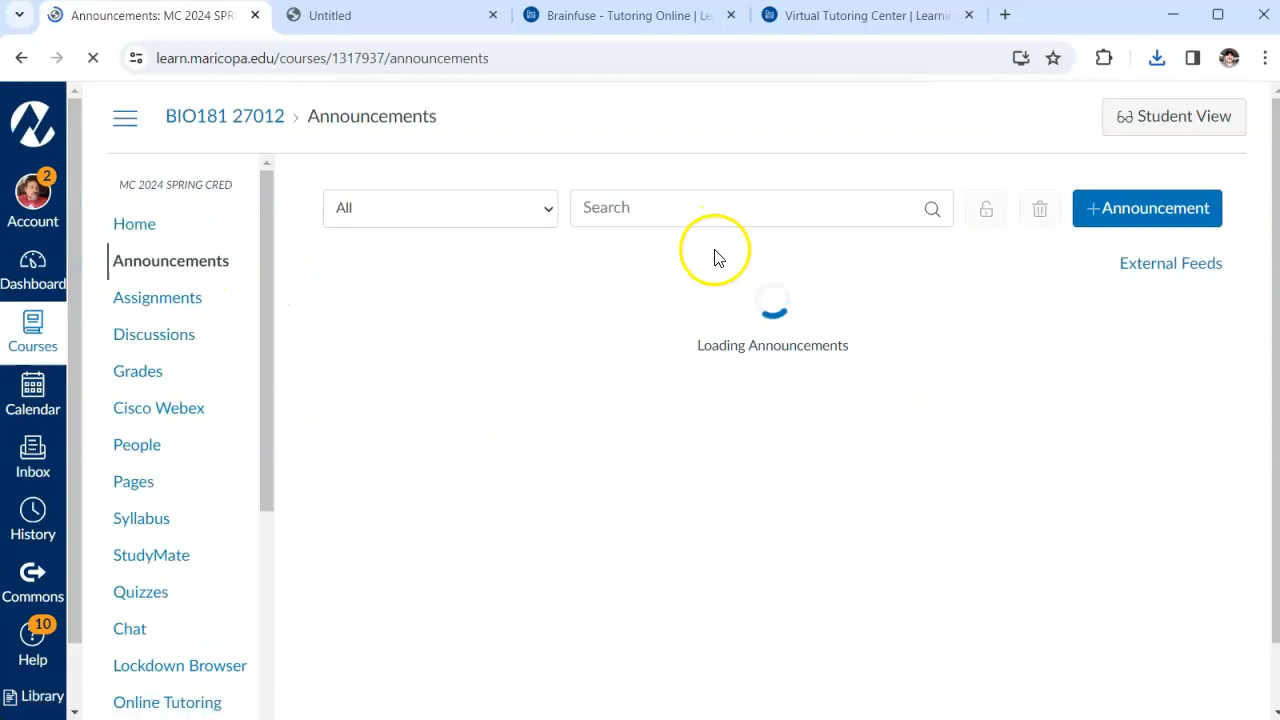 Announcements: MC 2024 SPR
Untitled
Brainfuse - Tutoring Online | Le
Virtual Tutoring Center | Learnin
learn.maricopa.edu/courses/1317937/announcements
BIO181 27012 > Announcements
Student View
MC 2024 SPRING CRED
Home
Announcements
Assignments
Discussions
Grades
Cisco Webex
People
Pages
Syllabus
StudyMate
Quizzes
Chat
Lockdown Browser
Online Tutoring
2
Account
Dashboard
Courses
Calendar
Inbox
History
Commons
10
Help
Library
All
Search
+Announcement
External Feeds
Loading Announcements